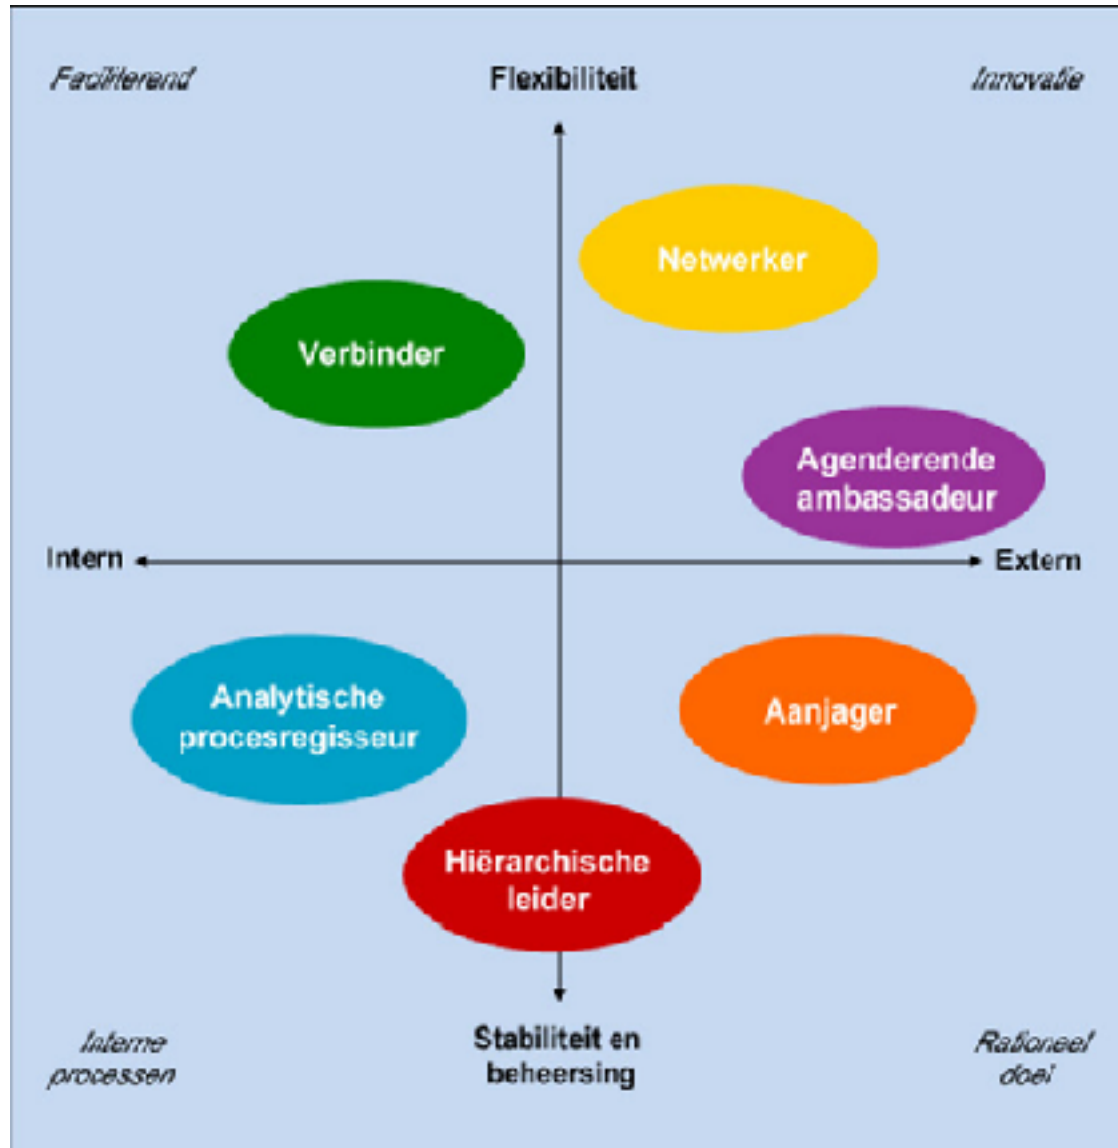 Faciliterend
Flexibiliteit
Innovatie
Netwerker
Verbinder
Agenderende
ambassadeur
Intern
Extern
Analytische
procesregisseur
Aanjager
Hiërarchische
leider
Interne
processen
Stabiliteit en
beheersing
Rationeel
doel